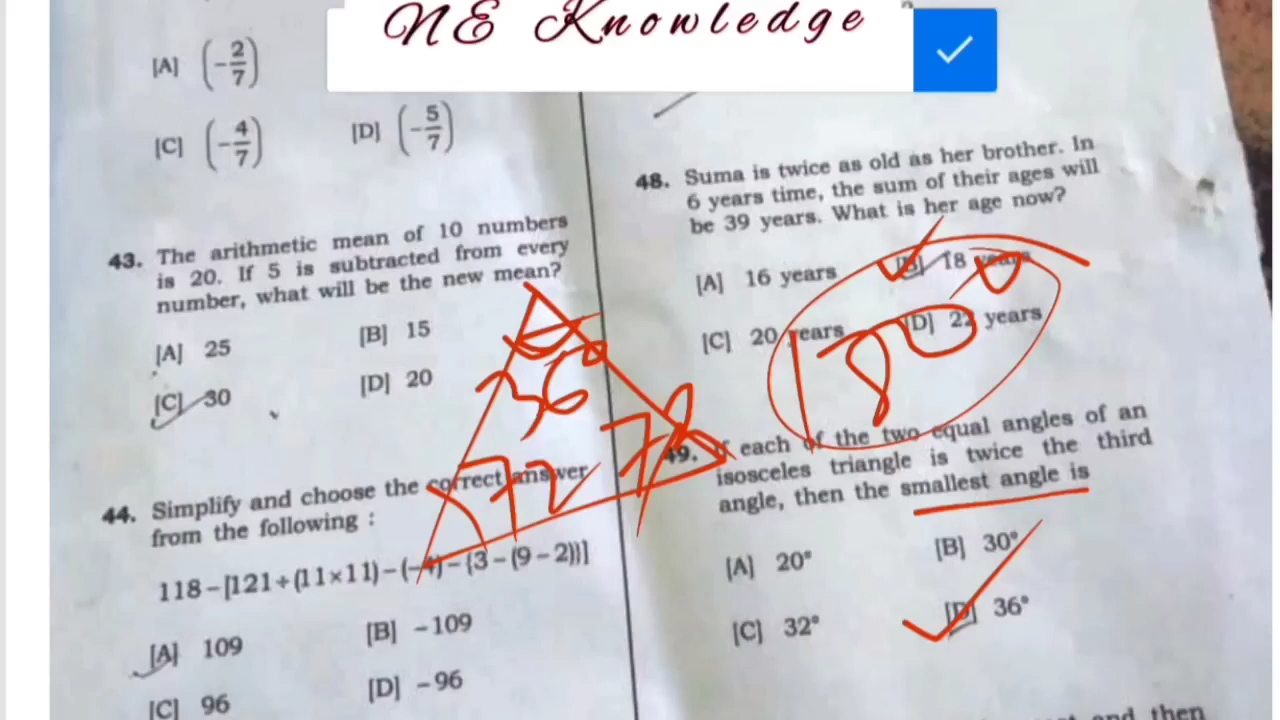 NE Knowledge
[A] (-2/7)
[C] (-4/7)
[D] (-5/7)
43. The arithmetic mean of 10 numbers
is 20. If 5 is subtracted from every
number, what will be the new mean?
[A] 25
[B] 15
[C] 30
[D] 20
44. Simplify and choose the correct answer
from the following :
118-[121÷(11×11)-(-4)-{3-(9-2)}]
[A] 109
[B] -109
[C] 96
[D] -96
48. Suma is twice as old as her brother. In
6 years time, the sum of their ages will
be 39 years. What is her age now?
[A] 16 years
[B] 18 years
[C] 20 years
[D] 22 years
180
49. If each of the two equal angles of an
isosceles triangle is twice the third
angle, then the smallest angle is
[A] 20°
[B] 30°
[C] 32°
[D] 36°
36°
72